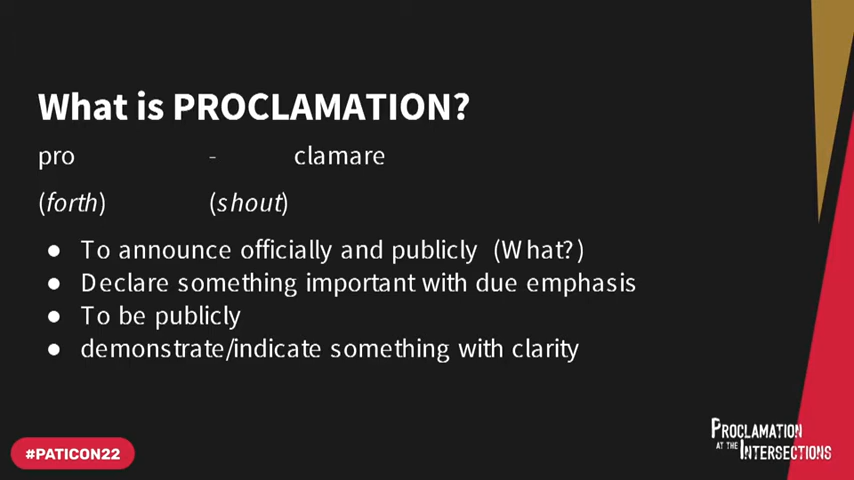 What is PROCLAMATION?
pro - clamare
(forth) (shout)
● To announce officially and publicly (What?)
● Declare something important with due emphasis
● To be publicly
● demonstrate/indicate something with clarity
#PATICON22
PROCLAMATION
AT THE INTERSECTIONS